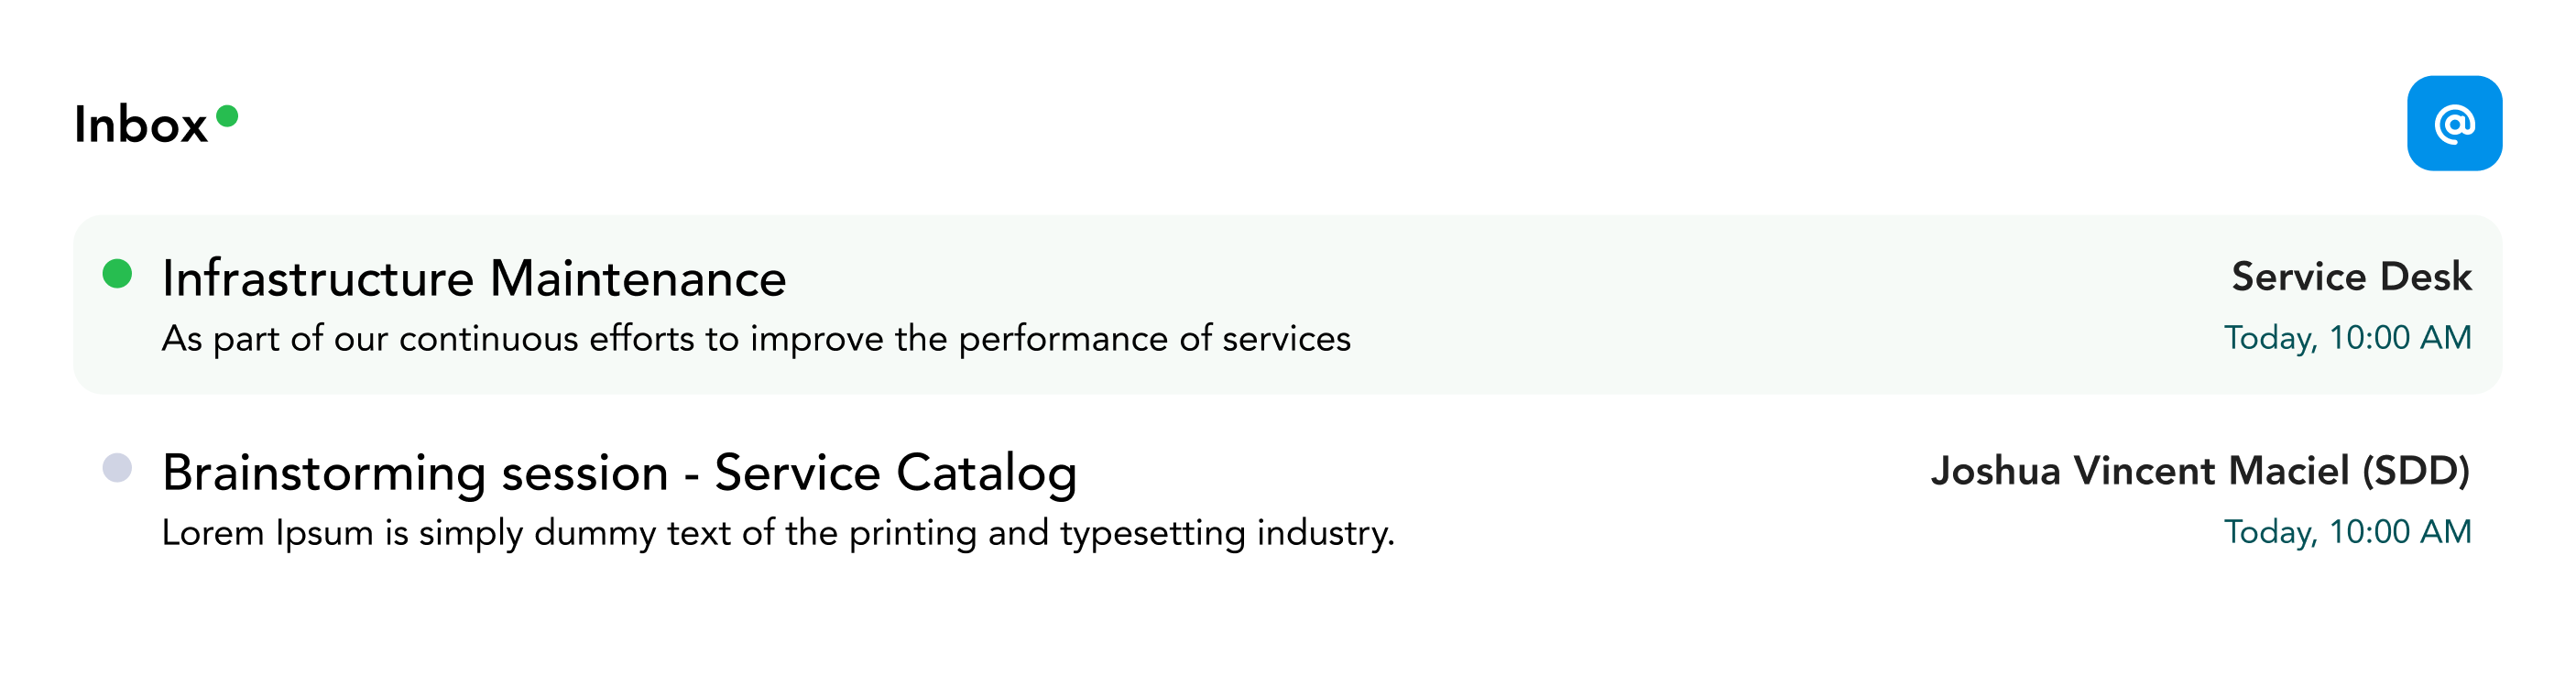 Inbox
@
Infrastructure Maintenance
Service Desk
As part of our continuous efforts to improve the performance of services
Today, 10:00 AM
Brainstorming session - Service Catalog
Joshua Vincent Maciel (SDD)
Lorem Ipsum is simply dummy text of the printing and typesetting industry.
Today, 10:00 AM